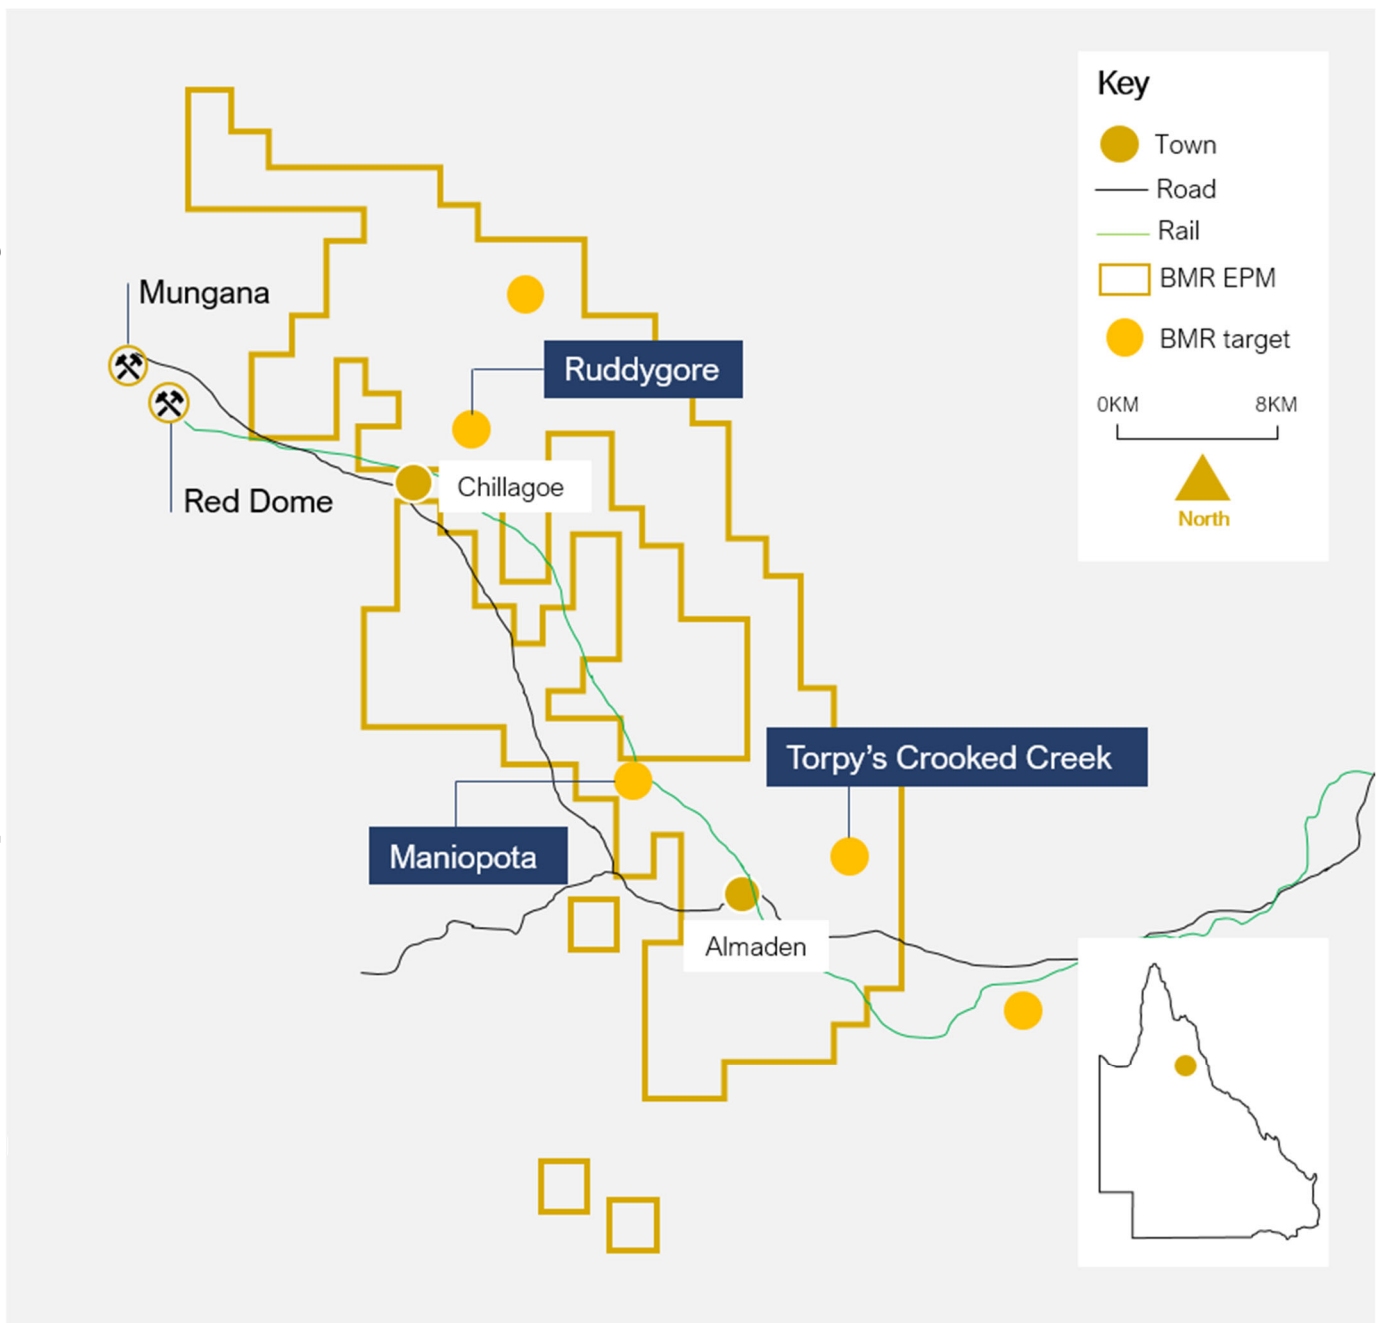 Key
Town
Road
Rail
BMR EPM
BMR target
0KM 8KM
North
Mungana
Red Dome
Ruddygore
Chillagoe
Torpy's Crooked Creek
Maniopota
Almaden